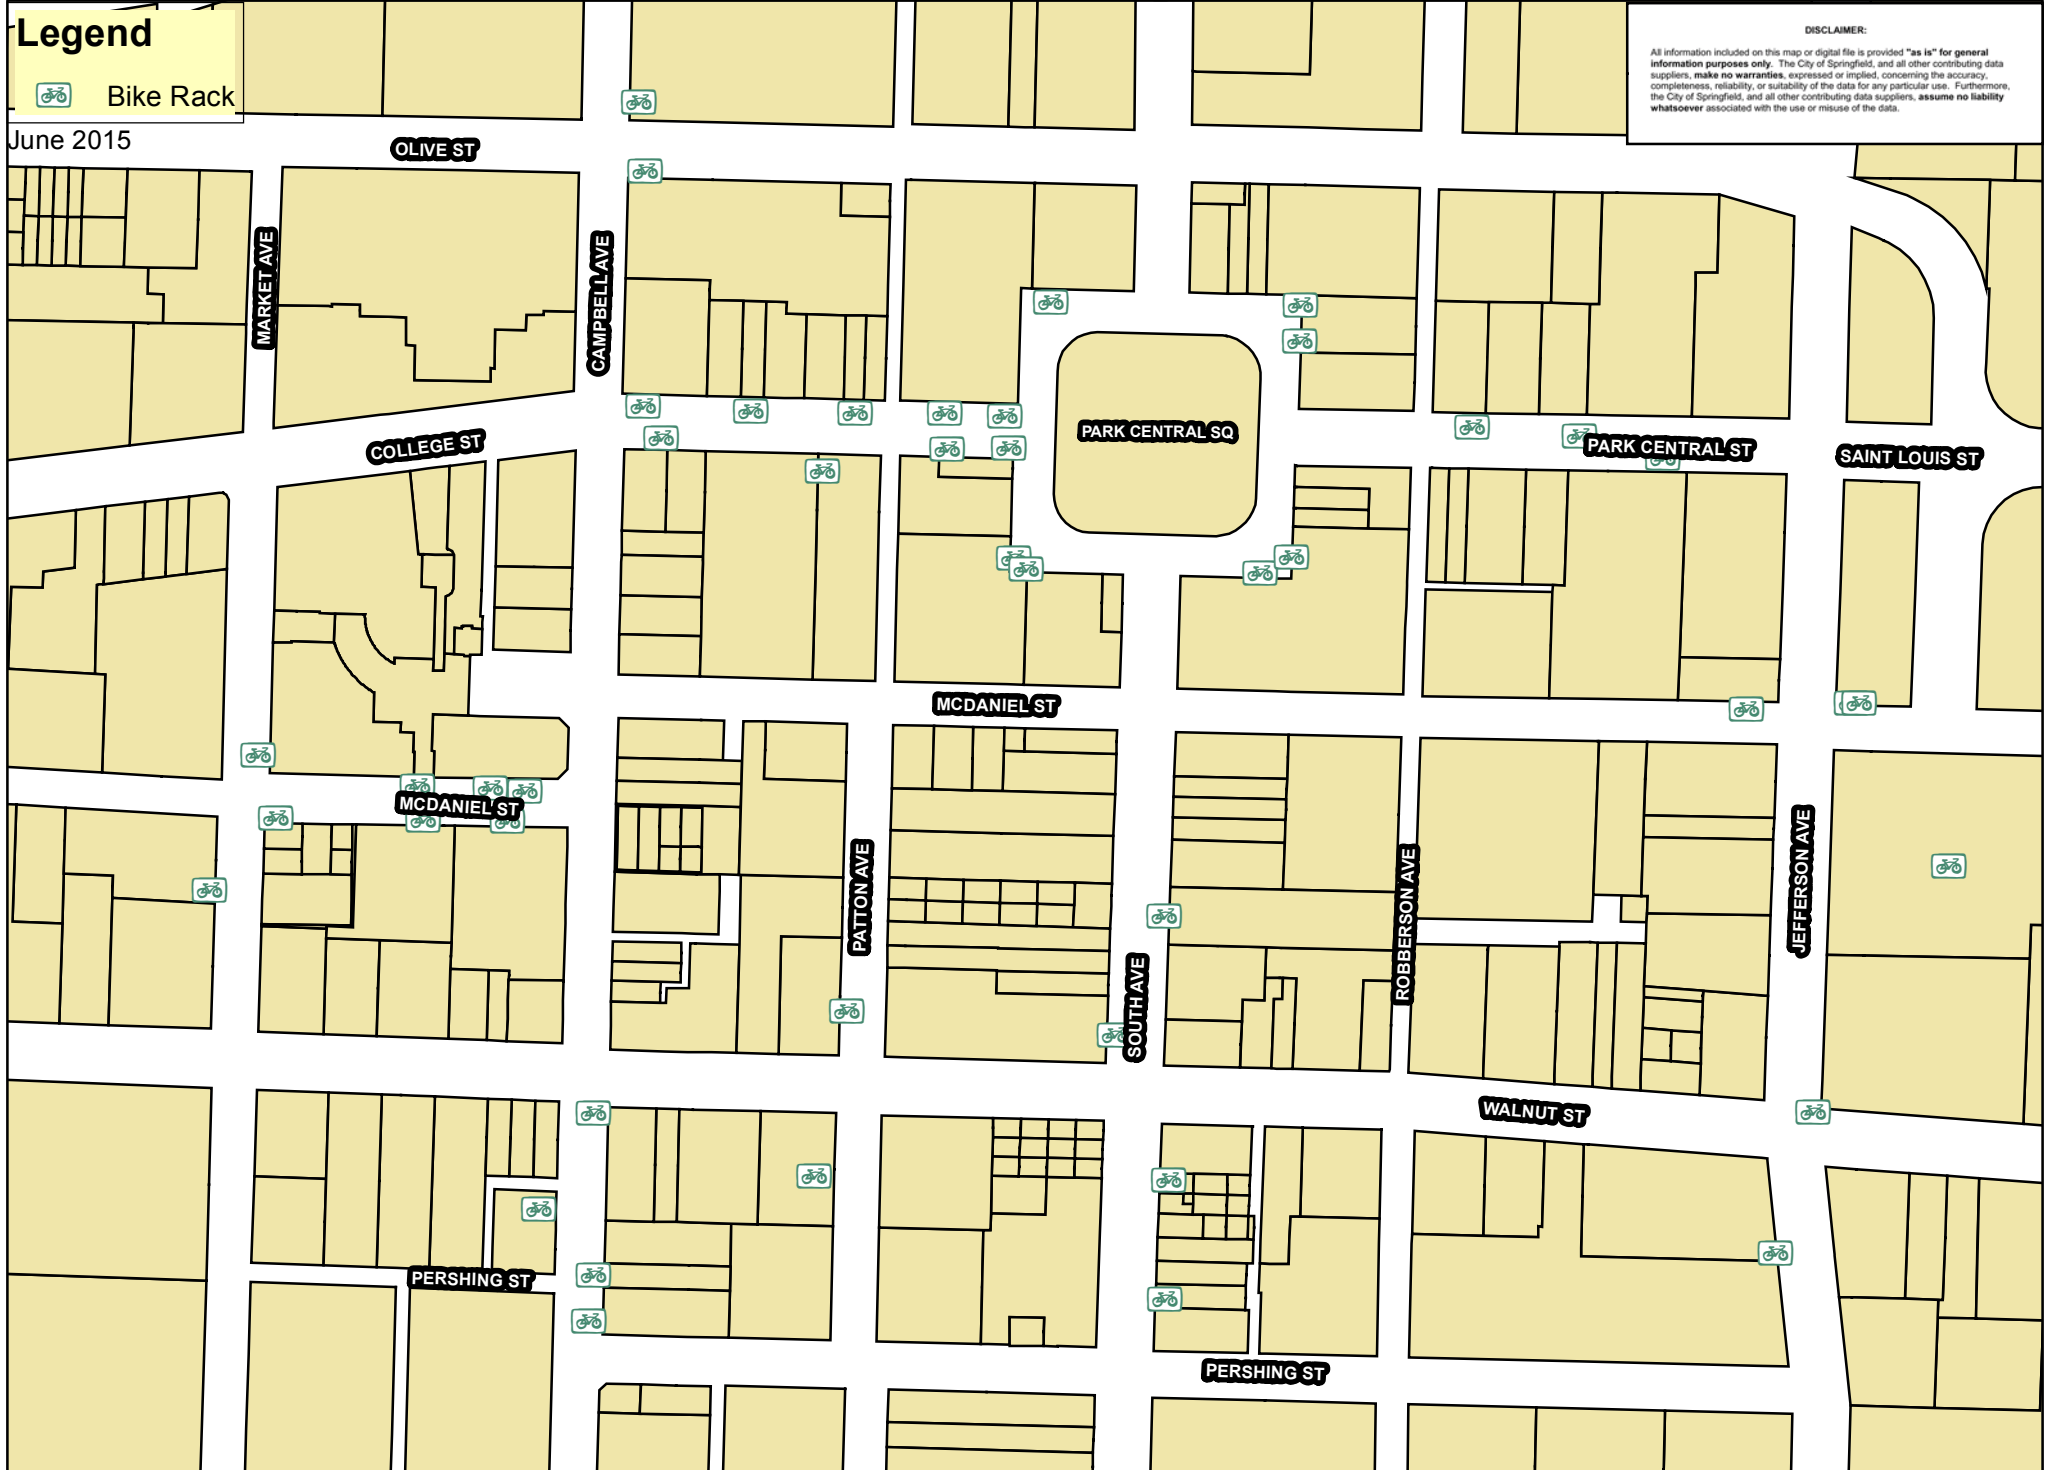 Legend
Bike Rack
June 2015
DISCLAIMER:
All information included on this map or digital file is provided "as is" for general
information purposes only. The City of Springfield, and all other contributing data
suppliers, make no warranties, expressed or implied, concerning the accuracy,
completeness, reliability, or suitability of the data for any particular use. Furthermore,
the City of Springfield, and all other contributing data suppliers, assume no liability
whatsoever associated with the use or misuse of the data.
OLIVE ST
MARKET AVE
CAMPBELL AVE
COLLEGE ST
PARK CENTRAL SQ
PARK CENTRAL ST
SAINT LOUIS ST
MCDANIEL ST
MCDANIEL ST
PATTON AVE
SOUTH AVE
ROBBERSON AVE
JEFFERSON AVE
WALNUT ST
PERSHING ST
PERSHING ST